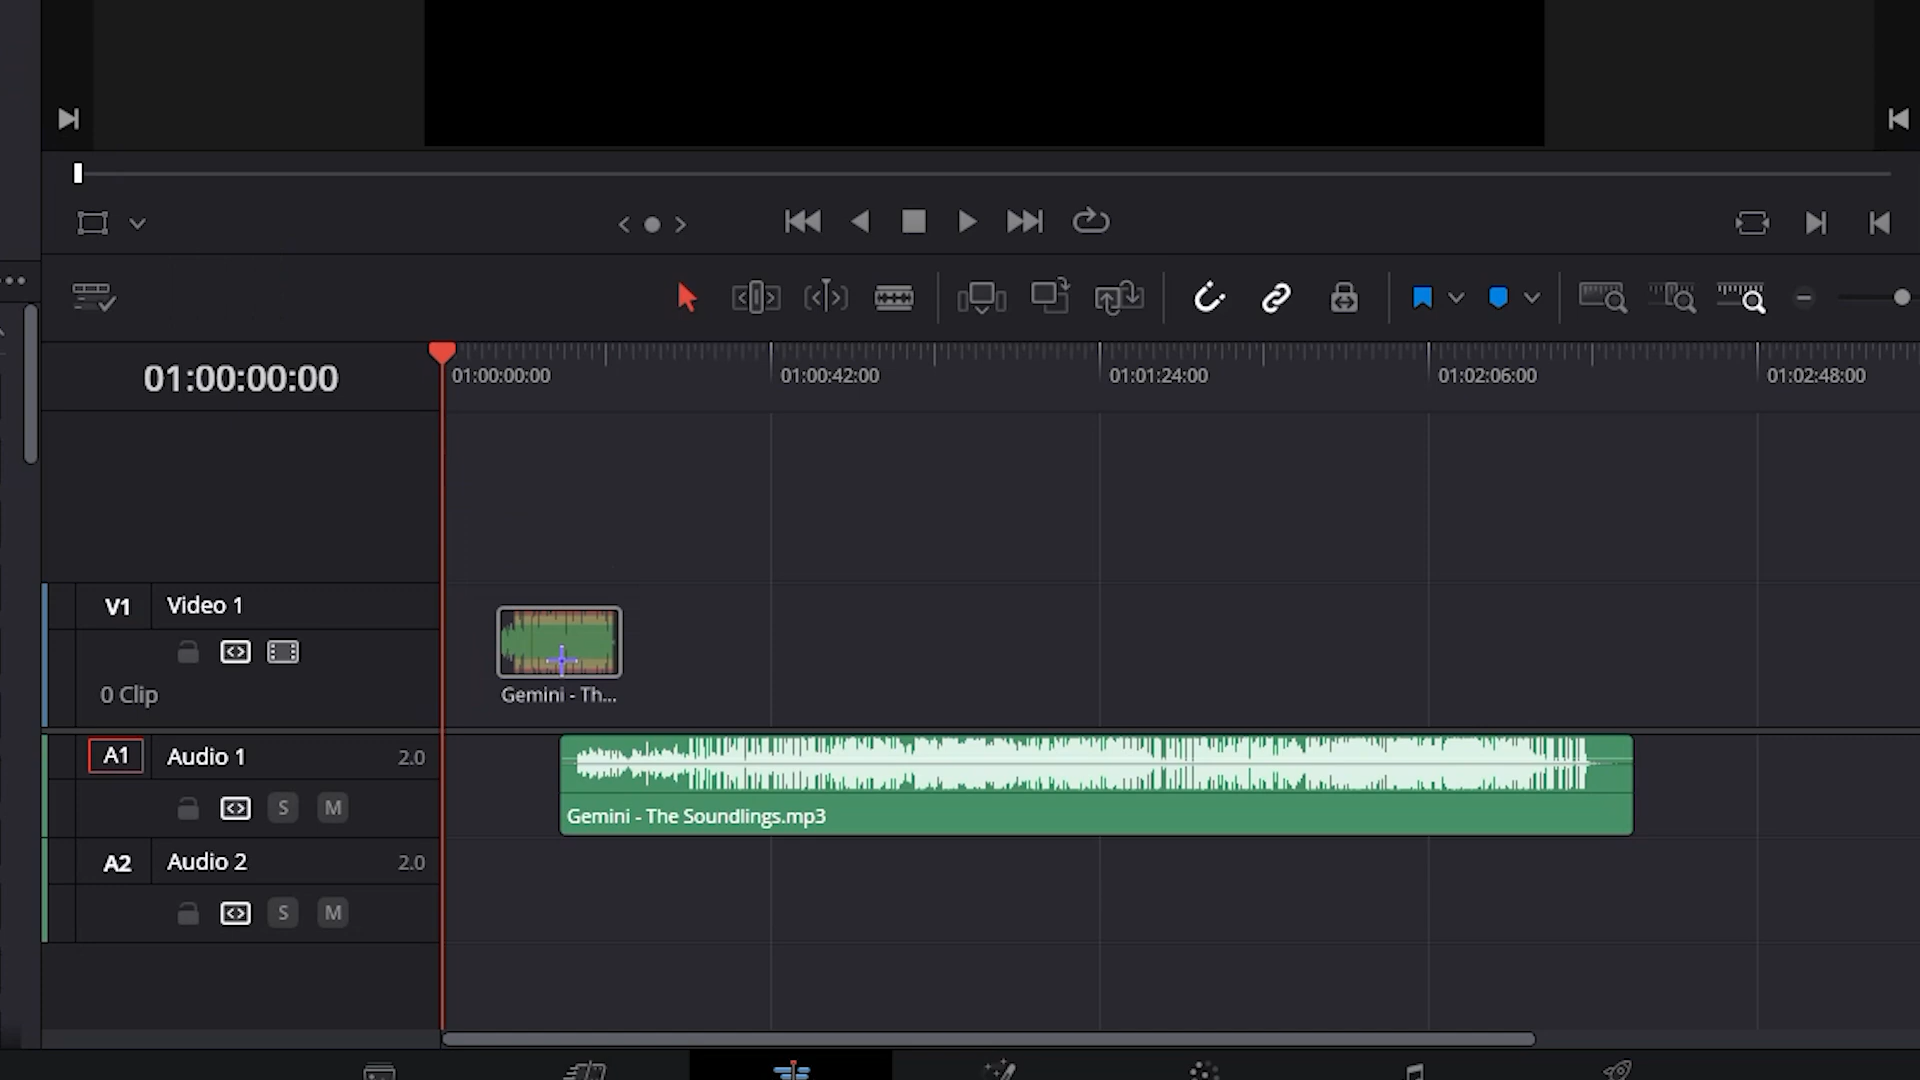 01:00:00:00
01:00:00:00
01:00:42:00
01:01:24:00
01:02:06:00
01:02:48:00
V1 Video 1
0 Clip
Gemini - Th...
A1 Audio 1 2.0
S M
Gemini - The Soundlings.mp3
A2 Audio 2 2.0
S M